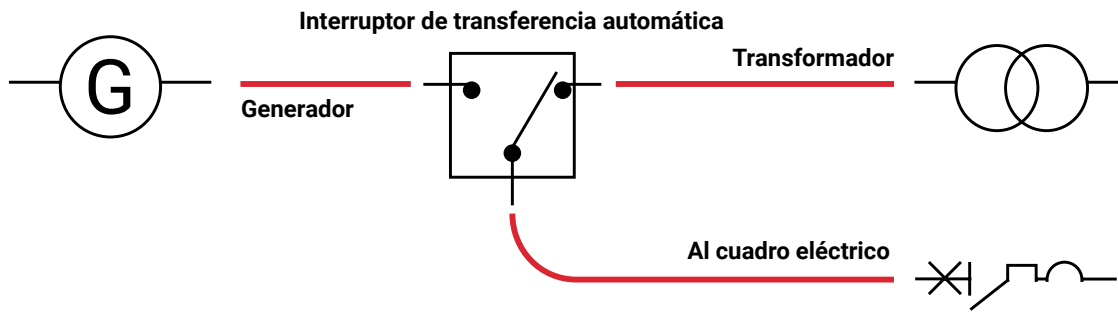 Interruptor de transferencia automática
Transformador
G
Generador
Al cuadro eléctrico